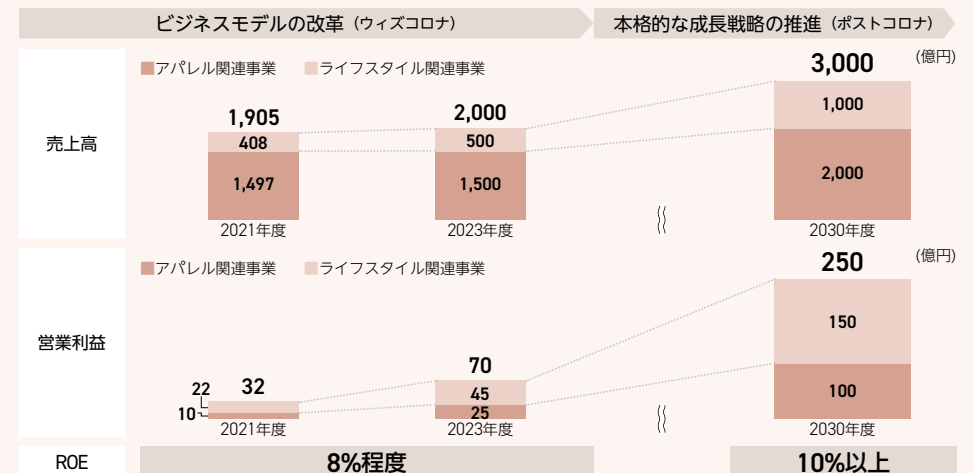 ビジネスモデルの改革（ウィズコロナ）
本格的な成長戦略の推進（ポストコロナ）
売上高
■アパレル関連事業 ■ライフスタイル関連事業
(億円)
1,905
408
1,497
2021年度
2,000
500
1,500
2023年度
3,000
1,000
2,000
2030年度
営業利益
■アパレル関連事業 ■ライフスタイル関連事業
(億円)
32
22
10
2021年度
70
45
25
2023年度
250
150
100
2030年度
ROE
8%程度
10%以上